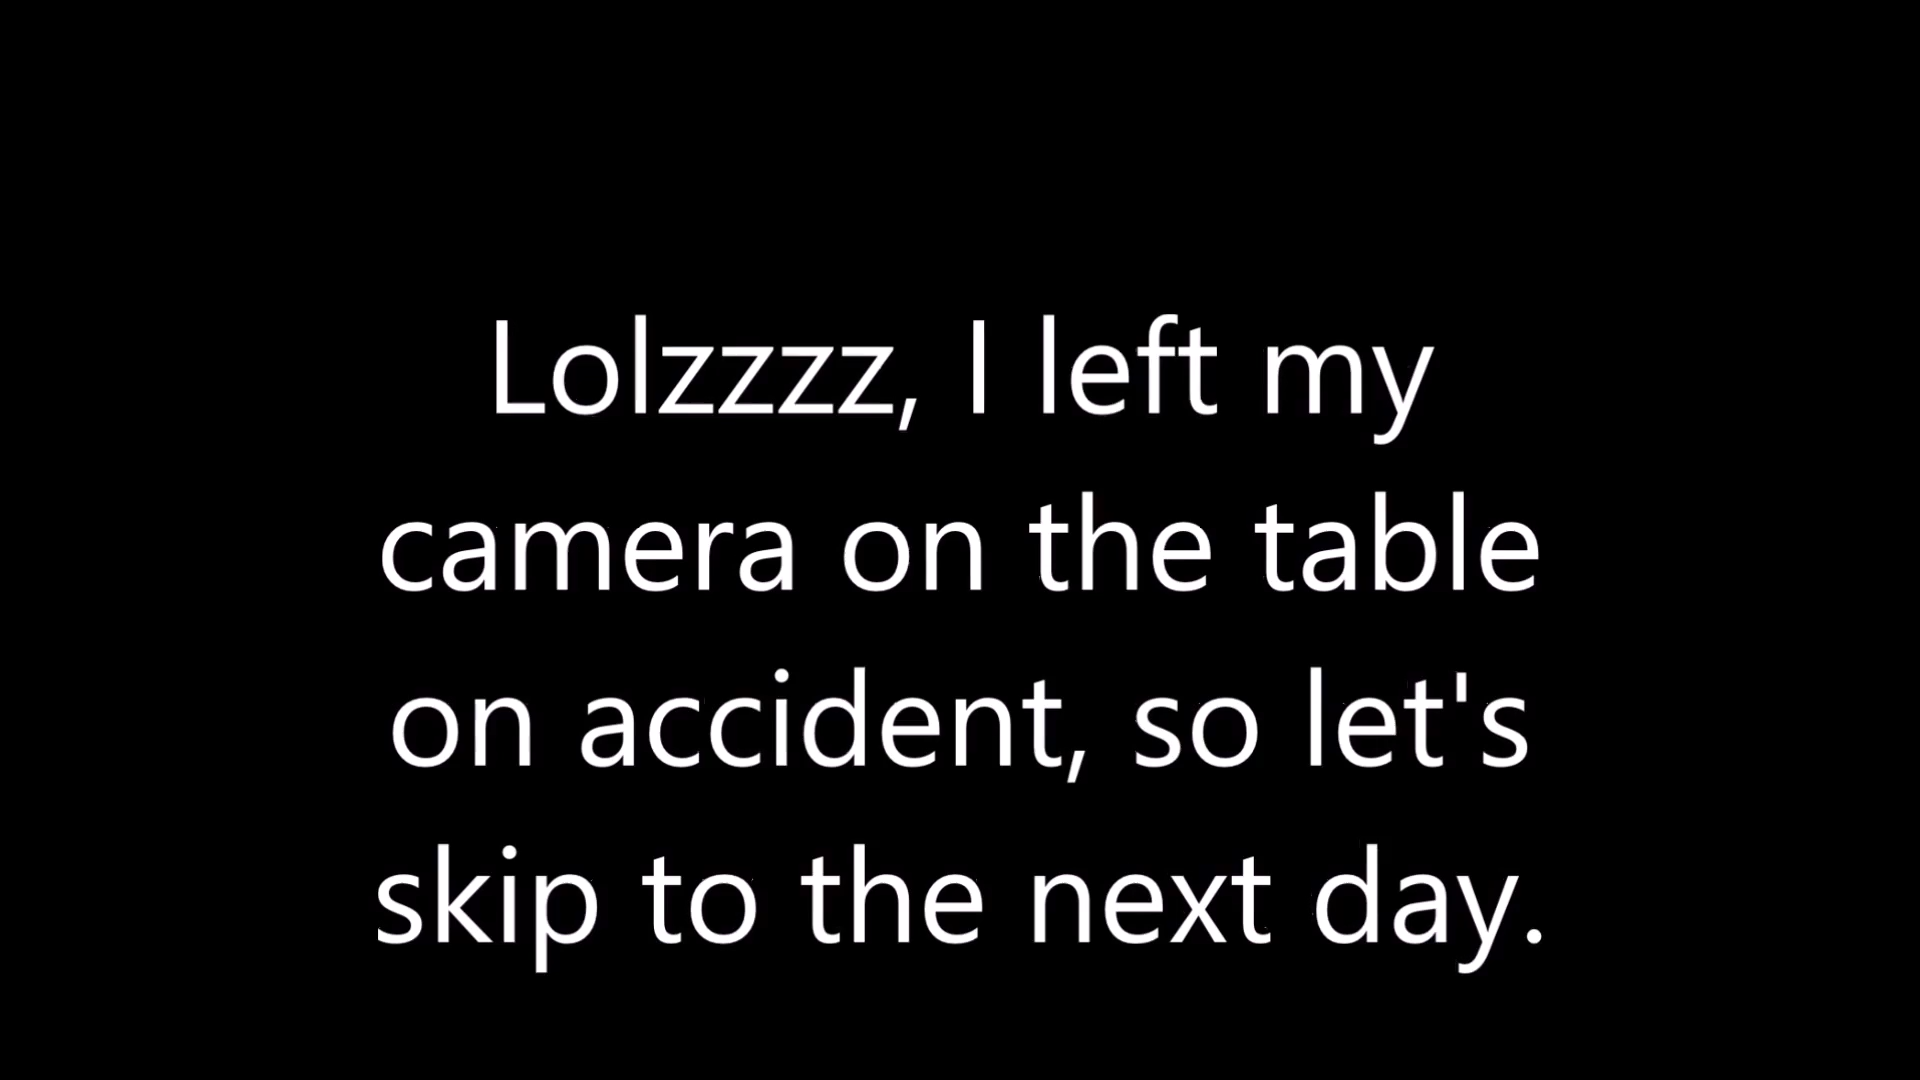 Lolzzzz, I left my
camera on the table
on accident, so let's
skip to the next day.